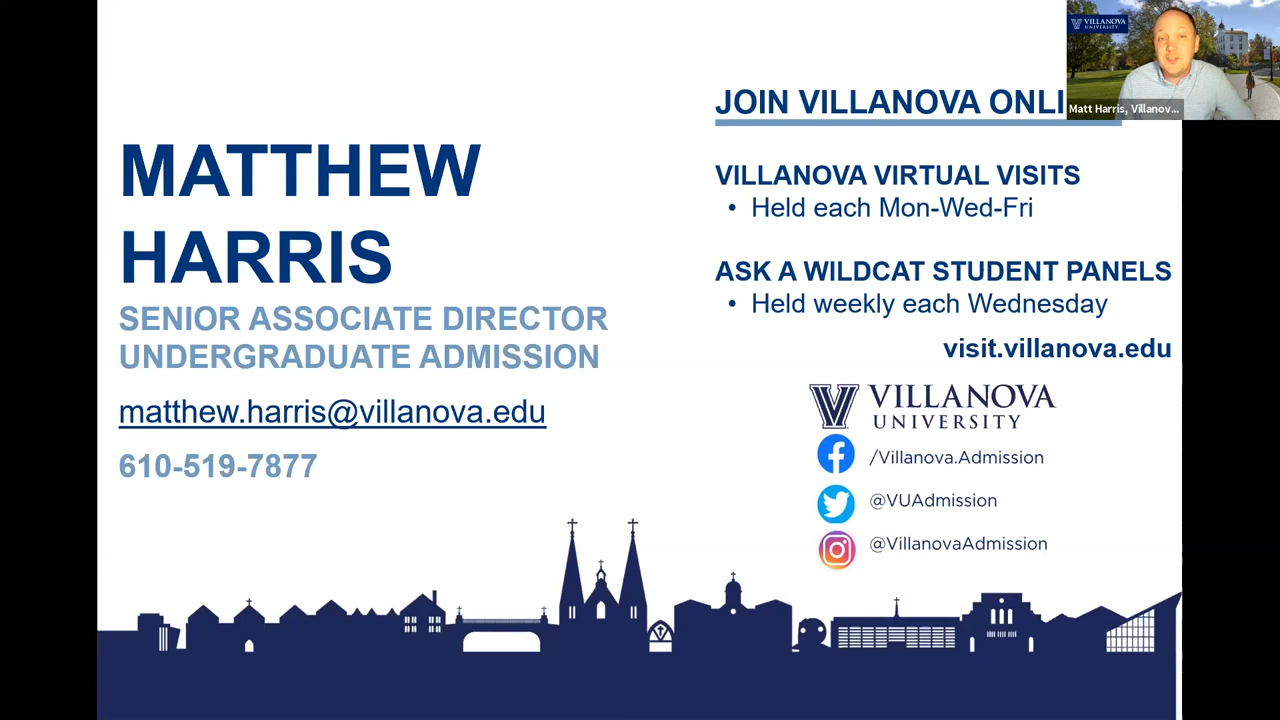 MATTHEW
HARRIS
SENIOR ASSOCIATE DIRECTOR
UNDERGRADUATE ADMISSION
matthew.harris@villanova.edu
610-519-7877
JOIN VILLANOVA ONLI
VILLANOVA VIRTUAL VISITS
• Held each Mon-Wed-Fri
ASK A WILDCAT STUDENT PANELS
• Held weekly each Wednesday
visit.villanova.edu
V VILLANOVA
UNIVERSITY
/Villanova.Admission
@VUAdmission
@VillanovaAdmission
VILLANOVA
UNIVERSITY
Matt Harris, Villanov...